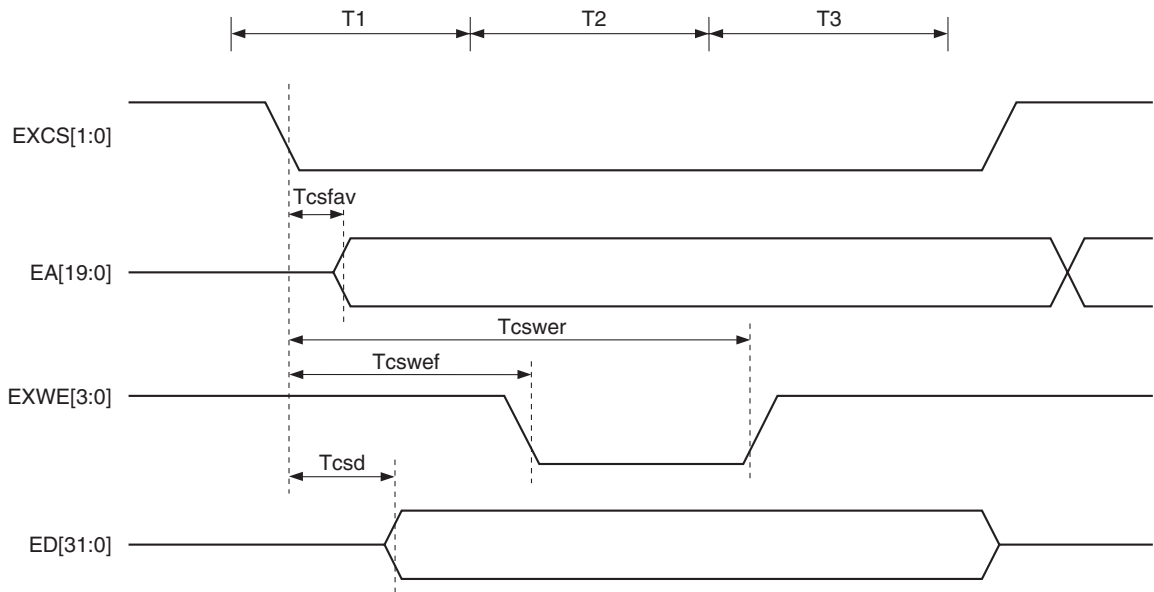 T1 T2 T3
EXCS[1:0]
Tcsfav
EA[19:0]
Tcswer
Tcswef
EXWE[3:0]
Tcsd
ED[31:0]